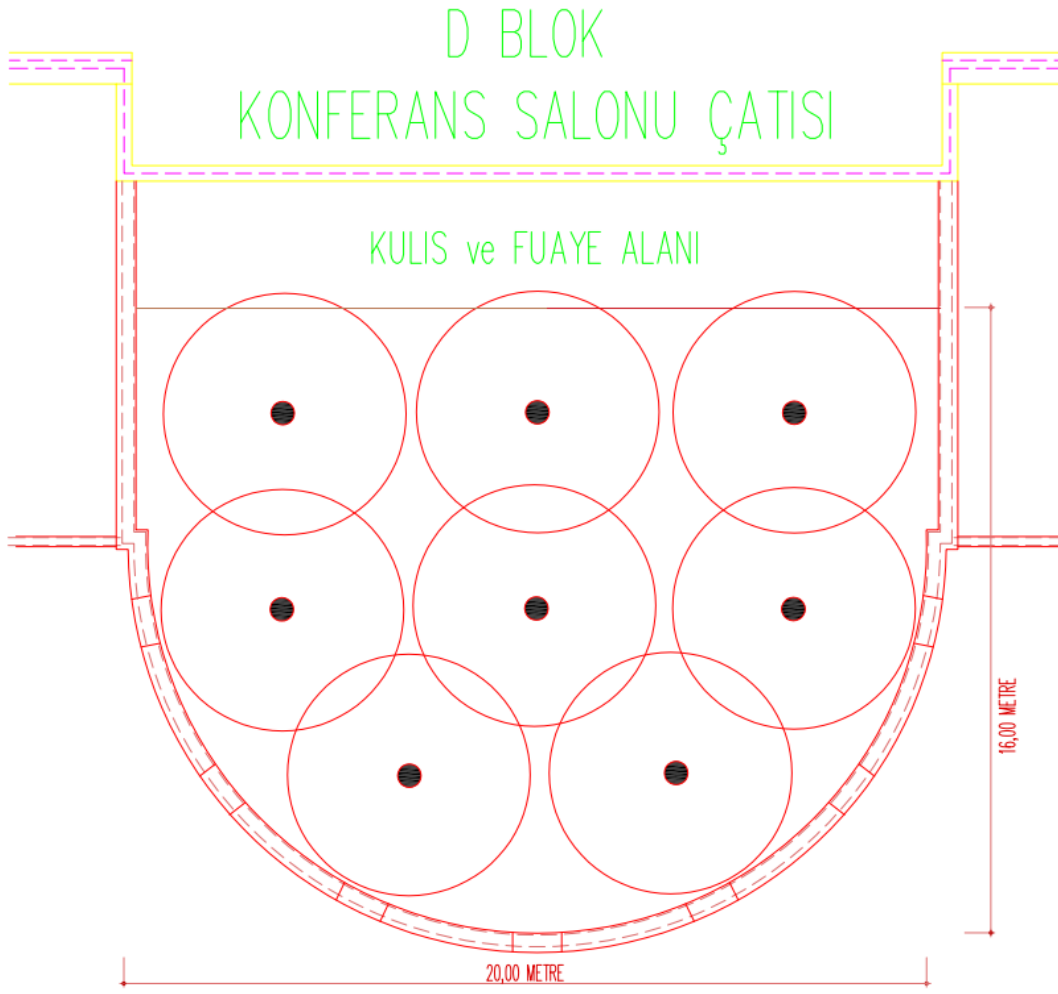 D BLOK
KONFERANS SALONU ÇATISI
KULIS ve FUAYE ALANI
16,00 METRE
20,00 METRE